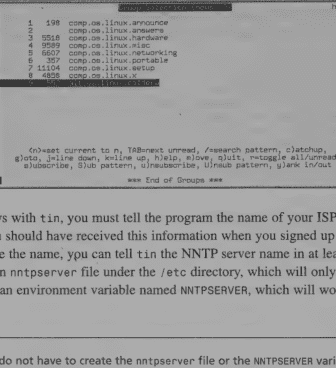 Group Selection
h
1 198 comp.os.linux.announce
2 comp.os.linux.answers
3 5518 comp.os.linux.hardware
4 9589 comp.os.linux.misc
5 6607 comp.os.linux.networking
6 357 comp.os.linux.portable
7 11104 comp.os.linux.setup
8 4856 comp.os.linux.x
9
<n>=set current to n, TAB=next unread, /=search pattern, c)atchup,
g)oto, j=line down, k=line up, h)elp, m)ove, q)uit, r=toggle all/unread
s)ubscribe, S)ub pattern, u)nsubscribe, U)nsub pattern, y)ank in/out
*** End of Groups ***
ys with tin, you must tell the program the name of your ISP
u should have received this information when you signed up
e the name, you can tell tin the NNTP server name in at lea
n nntpserver file under the /etc directory, which will only
an environment variable named NNTPSERVER, which will wo
do not have to create the nntpserver file or the NNTPSERVER vari